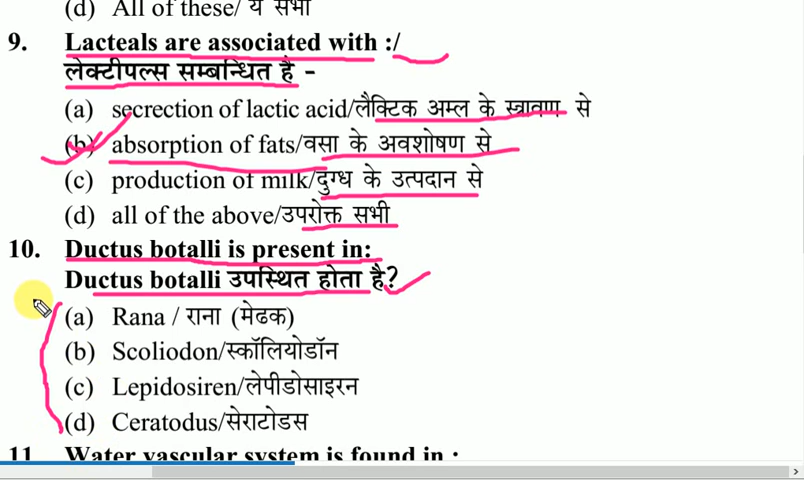 (d) All of these/ ये सभी
9. Lacteals are associated with :/
लेक्टीपल्स सम्बन्धित है -
(a) secrection of lactic acid/लैक्टिक अम्ल के स्त्रावण से
(b) absorption of fats/वसा के अवशोषण से
(c) production of milk/दुग्ध के उत्पदान से
(d) all of the above/उपरोक्त सभी
10. Ductus botalli is present in:
Ductus botalli उपस्थित होता है?
(a) Rana / राना (मेढक)
(b) Scoliodon/स्कॉलियोडॉन
(c) Lepidosiren/लेपीडोसाइरन
(d) Ceratodus/सेराटोडस
11 Water vascular system is found in :